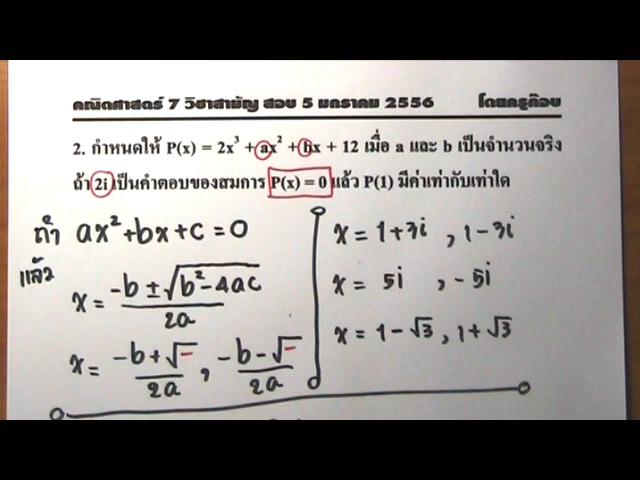 คณิตศาสตร์ 7 วิชาสามัญ สอบ 5 มกราคม 2556 โดยครูก๊อบ
2. กำหนดให้ P(x) = 2x³ + ax² + bx + 12 เมื่อ a และ b เป็นจำนวนจริง
ถ้า 2i เป็นคำตอบของสมการ P(x) = 0 แล้ว P(1) มีค่าเท่ากับเท่าใด
ถ้า ax² + bx + c = 0
แล้ว x = (-b ± √(b² - 4ac)) / 2a
x = (-b + √-) / 2a , (-b - √-) / 2a
x = 1 + 3i , 1 - 3i
x = 5i , - 5i
x = 1 - √3 , 1 + √3